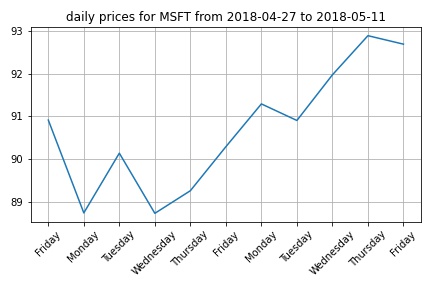 daily prices for MSFT from 2018-04-27 to 2018-05-11
93
92
91
90
89
Friday
Monday
Tuesday
Wednesday
Thursday
Friday
Monday
Tuesday
Wednesday
Thursday
Friday